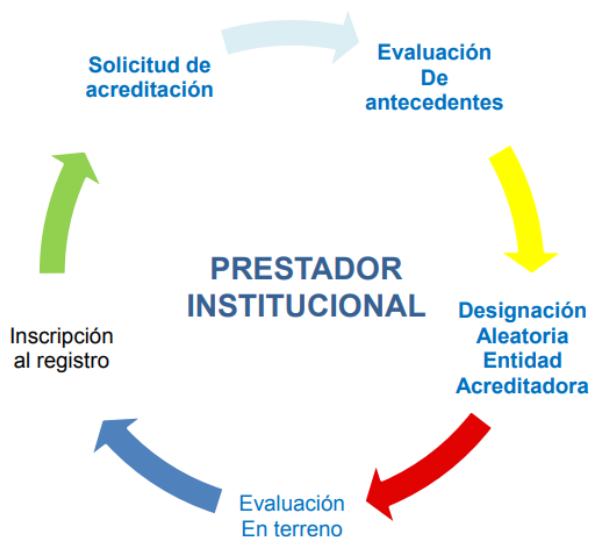 Solicitud de
acreditación
Evaluación
De
antecedentes
PRESTADOR
INSTITUCIONAL
Designación
Aleatoria
Entidad
Acreditadora
Inscripción
al registro
Evaluación
En terreno